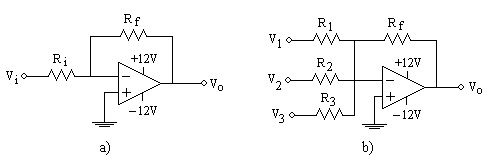 Rf
Ri
+12V
Vi
−
+
Vo
−12V
a)
R1
Rf
V1
R2
+12V
V2
−
+
Vo
R3
−12V
V3
b)